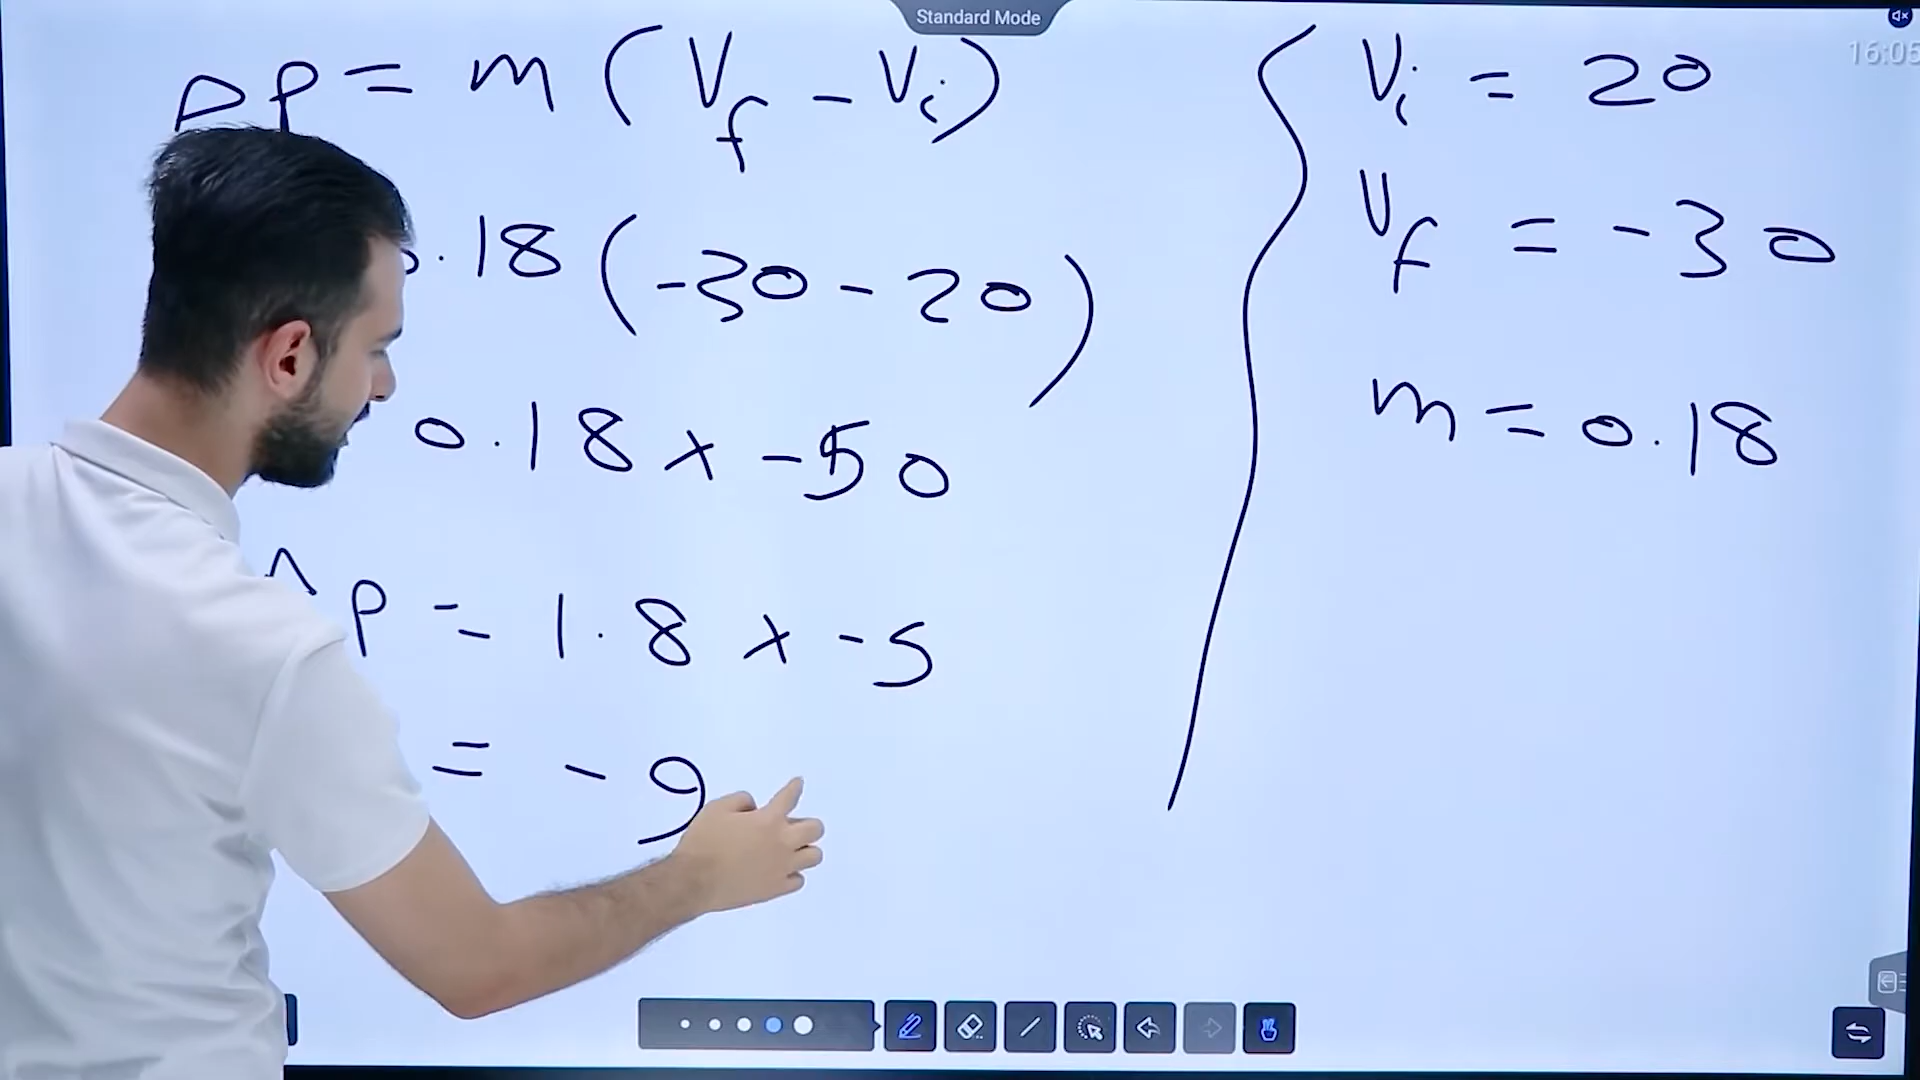 Standard Mode
16:05
Δp = m (Vf - Vi)
.18 (-30 - 20)
0.18 x -50
p = 1.8 x -5
= -9
Vi = 20
Vf = -30
m = 0.18